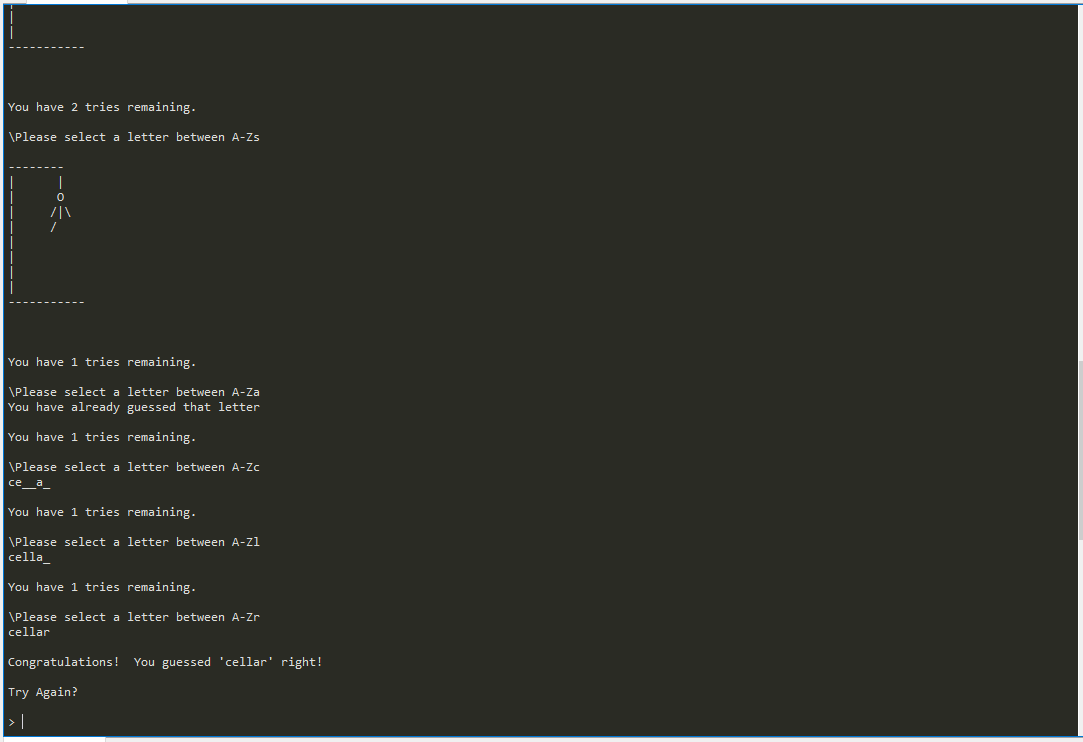 |
|
-----------
You have 2 tries remaining.
\Please select a letter between A-Zs
--------
|      |
|      O
|     /|\
|     /
|
|
|
|
-----------
You have 1 tries remaining.
\Please select a letter between A-Za
You have already guessed that letter
You have 1 tries remaining.
\Please select a letter between A-Zc
ce__a_
You have 1 tries remaining.
\Please select a letter between A-Zl
cella_
You have 1 tries remaining.
\Please select a letter between A-Zr
cellar
Congratulations!  You guessed 'cellar' right!
Try Again?
>